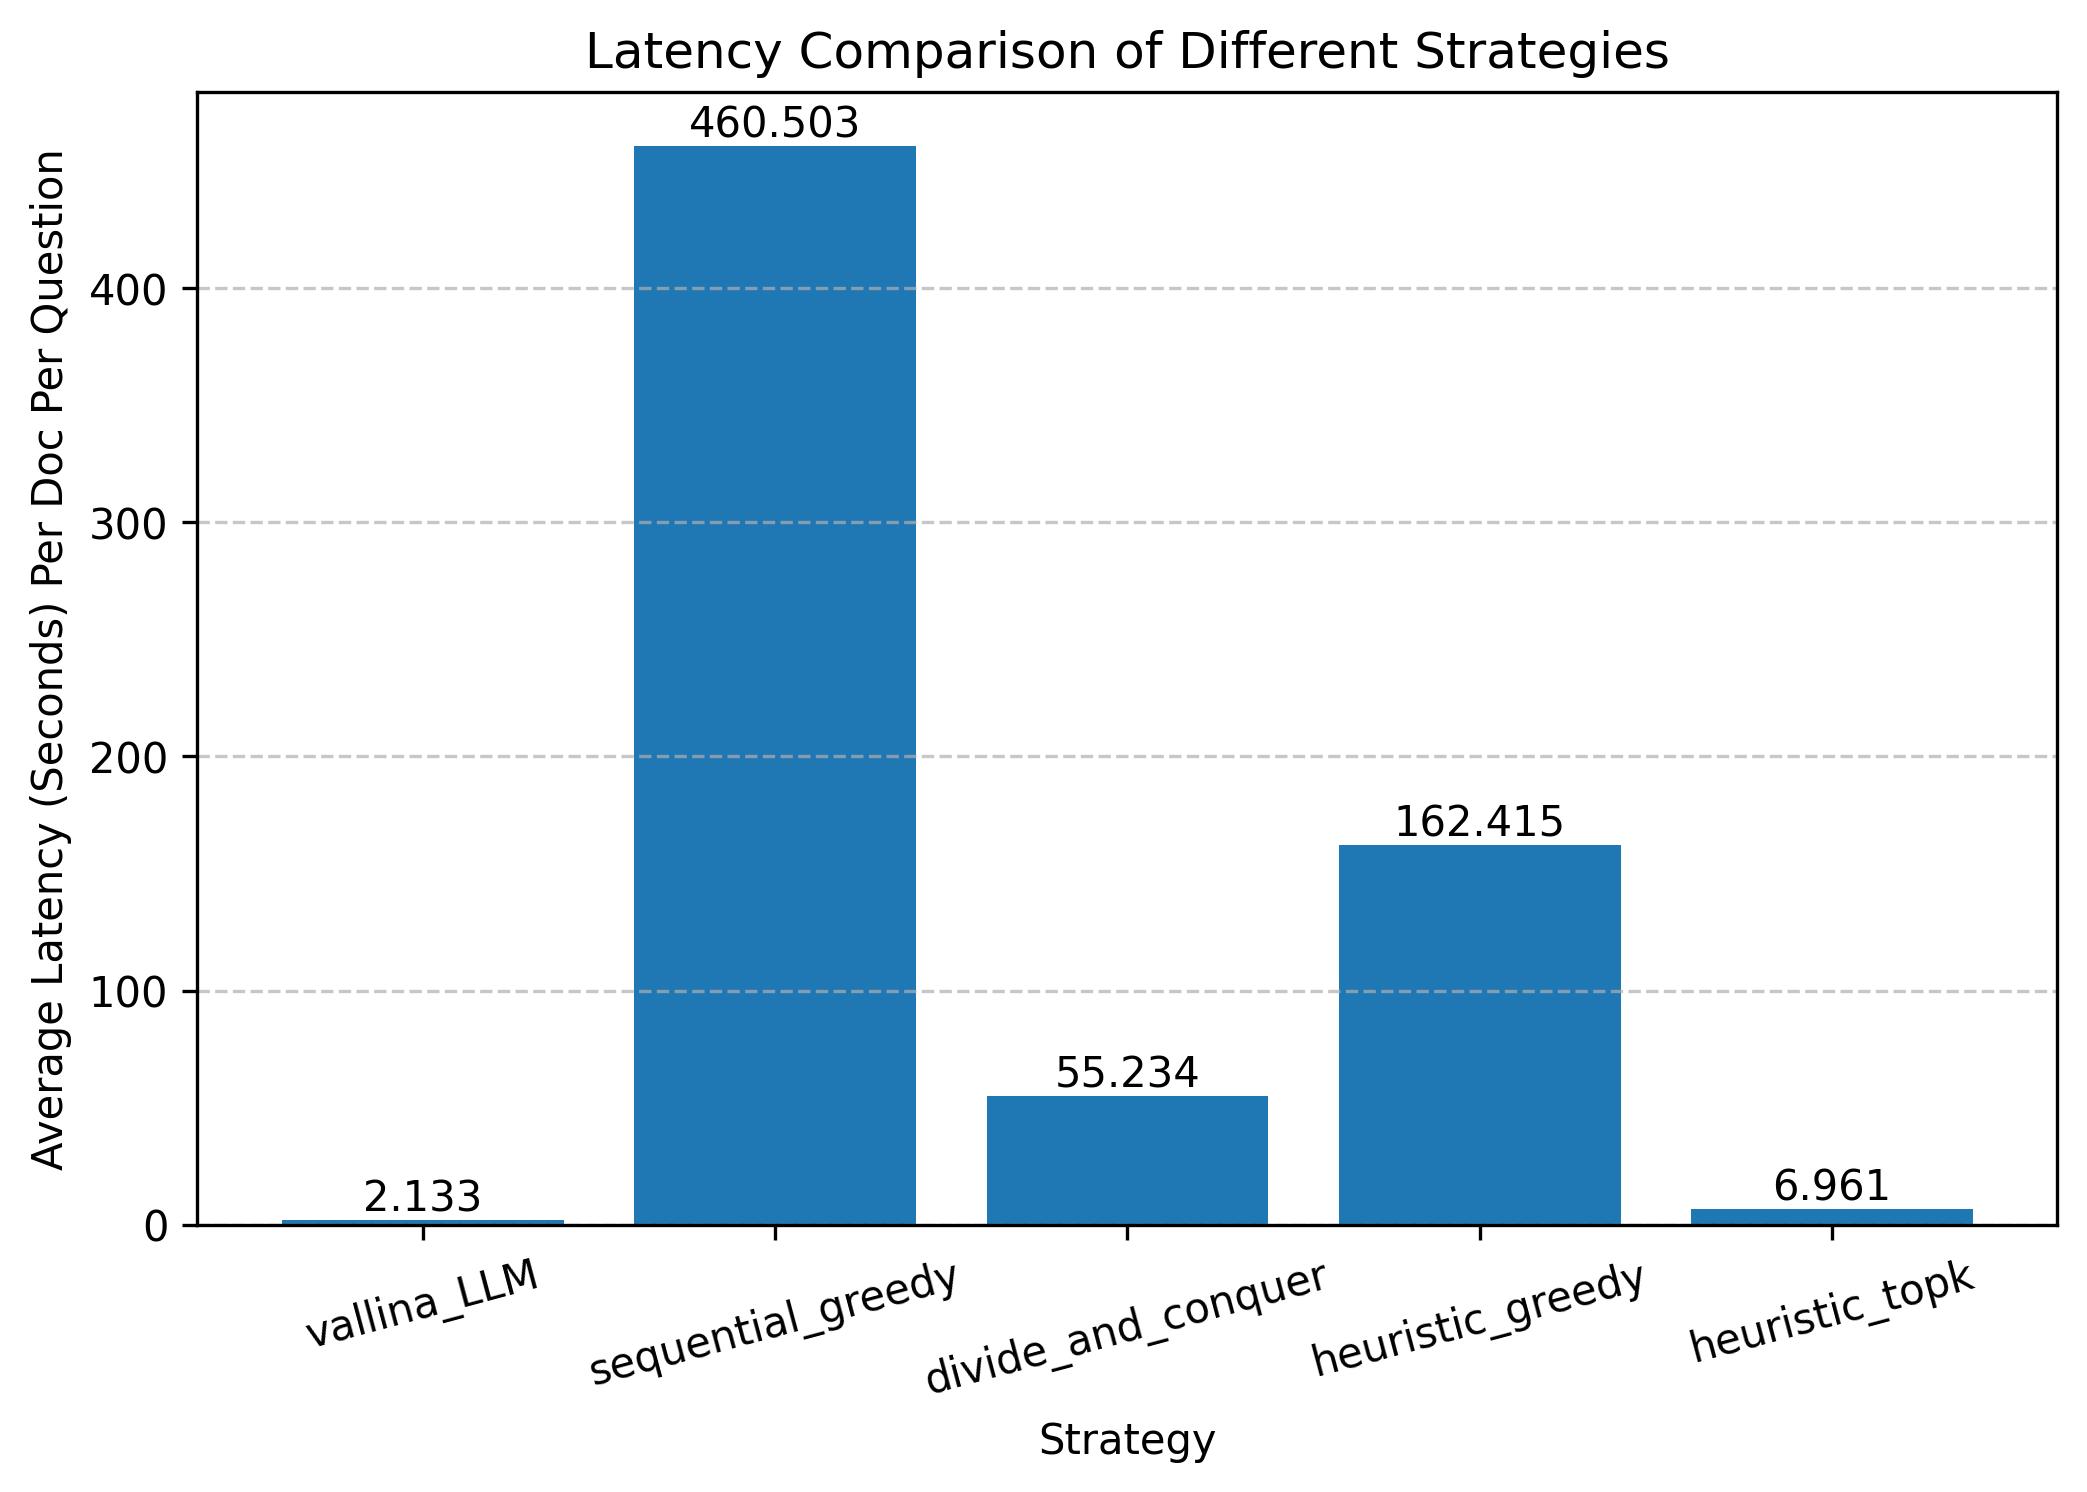 Latency Comparison of Different Strategies
Average Latency (Seconds) Per Doc Per Question
400
300
200
100
0
460.503
162.415
55.234
6.961
2.133
vallina_LLM
sequential_greedy
divide_and_conquer
heuristic_greedy
heuristic_topk
Strategy